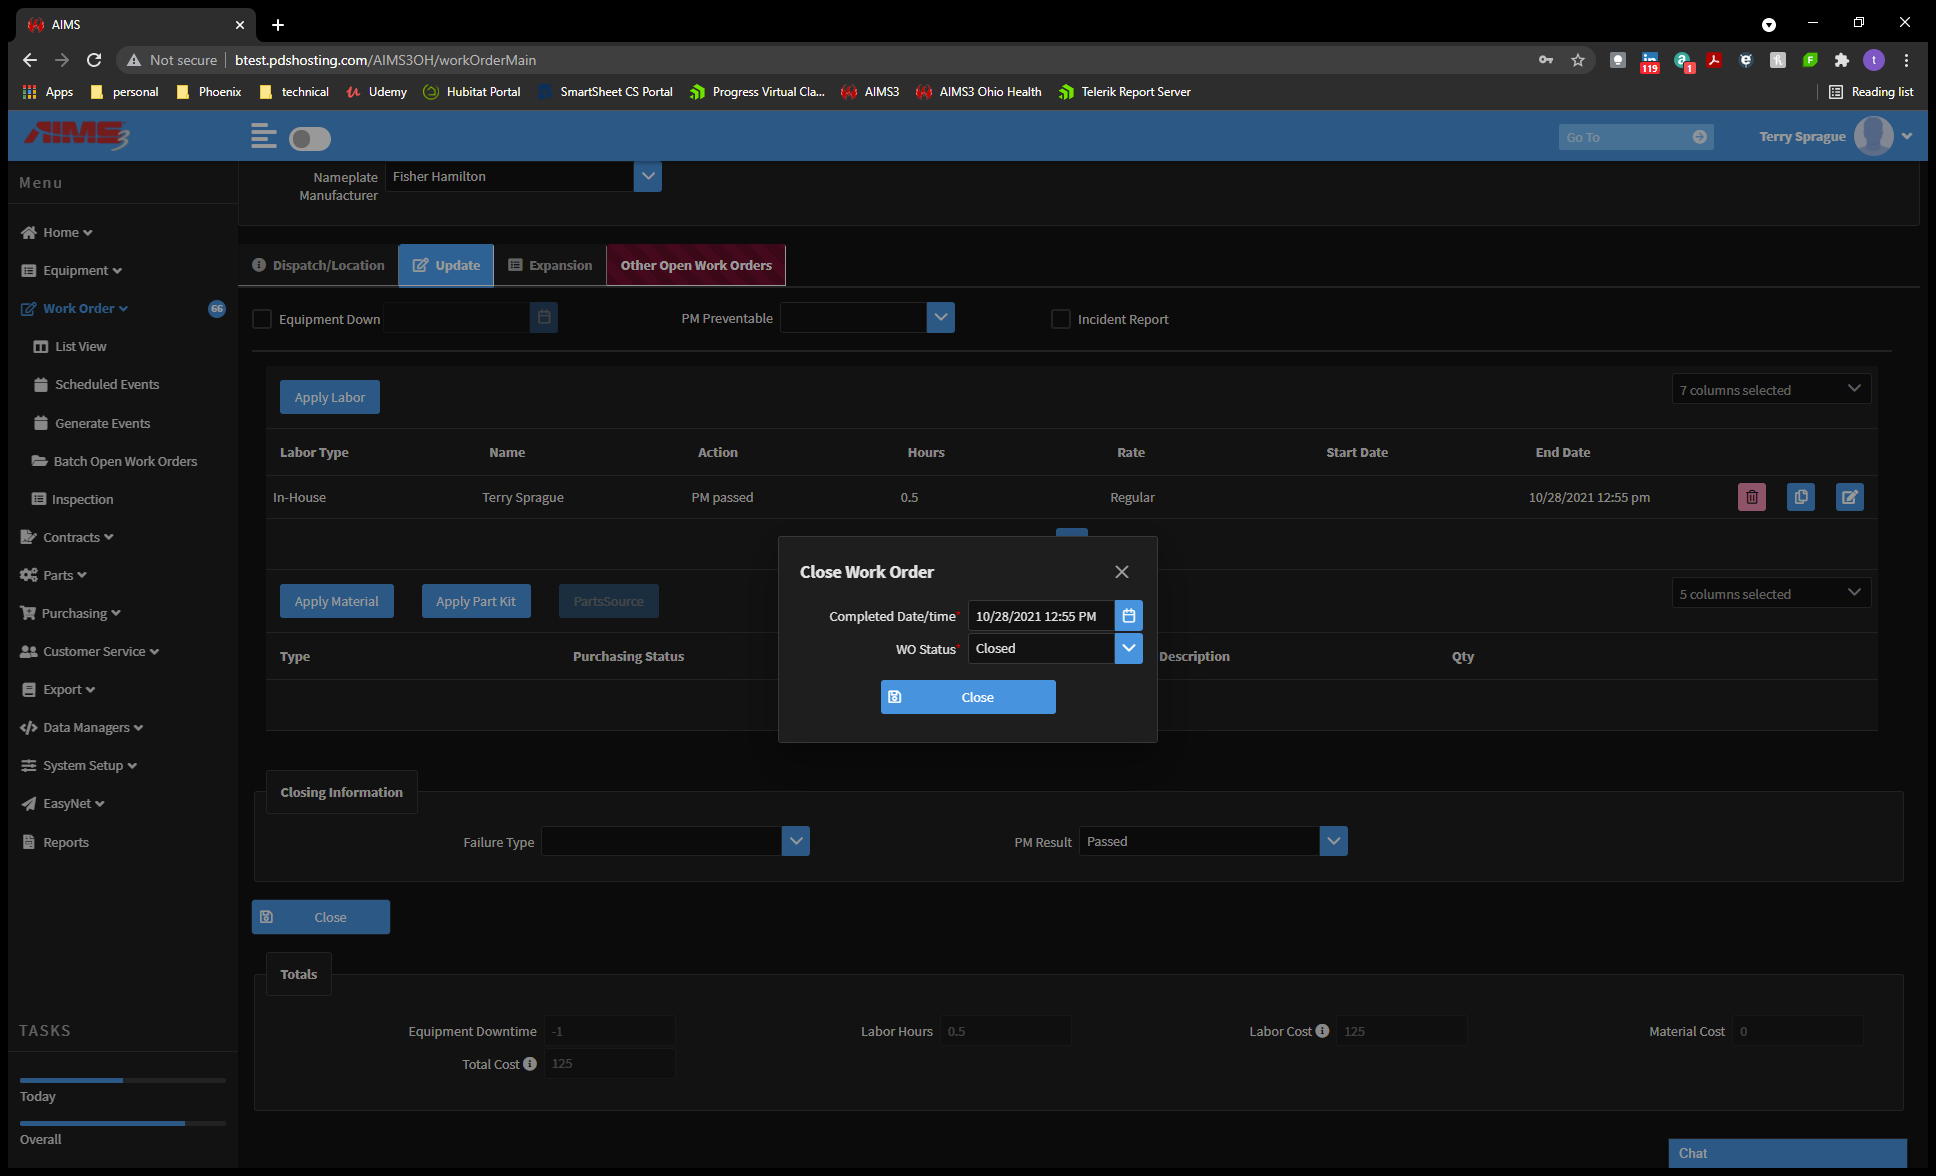 AIMS
Not secure
btest.pdshosting.com/AIMS3OH/workOrderMain
119
1
t
Apps
personal
Phoenix
technical
Udemy
Hubitat Portal
SmartSheet CS Portal
Progress Virtual Cla...
AIMS3
AIMS3 Ohio Health
Telerik Report Server
Reading list
AIMS3
Go To
Terry Sprague
Menu
Nameplate Manufacturer
Fisher Hamilton
Home
Equipment
Work Order
66
List View
Scheduled Events
Generate Events
Batch Open Work Orders
Inspection
Contracts
Parts
Purchasing
Customer Service
Export
Data Managers
System Setup
EasyNet
Reports
TASKS
Today
Overall
Dispatch/Location
Update
Expansion
Other Open Work Orders
Equipment Down
PM Preventable
Incident Report
Apply Labor
7 columns selected
Labor Type
Name
Action
Hours
Rate
Start Date
End Date
In-House
Terry Sprague
PM passed
0.5
Regular
10/28/2021 12:55 pm
Close Work Order
Completed Date/time*
10/28/2021 12:55 PM
WO Status*
Closed
Close
Apply Material
Apply Part Kit
PartsSource
5 columns selected
Type
Purchasing Status
Description
Qty
Closing Information
Failure Type
PM Result
Passed
Close
Totals
Equipment Downtime
-1
Labor Hours
0.5
Labor Cost
125
Material Cost
0
Total Cost
125
Chat